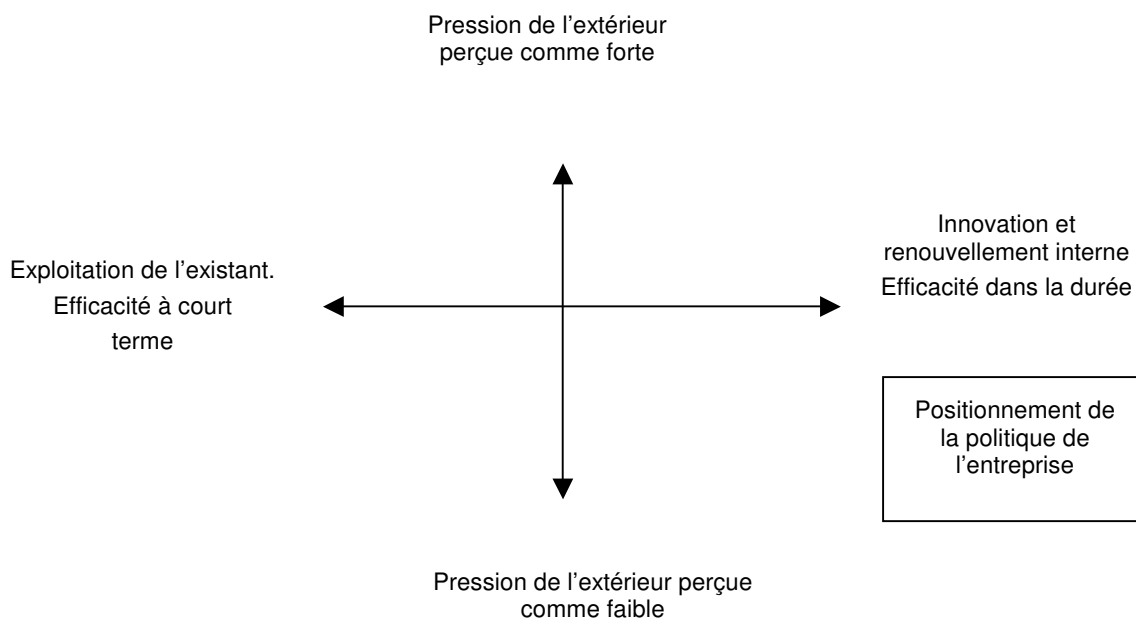 Pression de l’extérieur
perçue comme forte
Exploitation de l’existant.
Efficacité à court
terme
Innovation et
renouvellement interne
Efficacité dans la durée
Positionnement de
la politique de
l’entreprise
Pression de l’extérieur perçue
comme faible